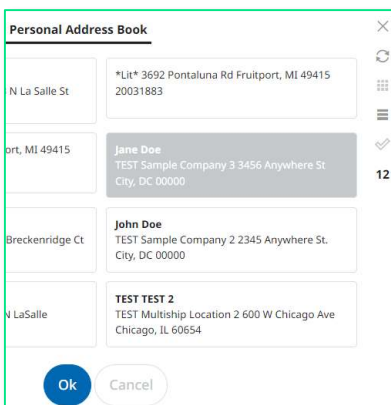 Personal Address Book
N La Salle St
*Lit* 3692 Pontaluna Rd Fruitport, MI 49415
20031883
ort, MI 49415
Jane Doe
TEST Sample Company 3 3456 Anywhere St
City, DC 00000
12
Breckenridge Ct
John Doe
TEST Sample Company 2 2345 Anywhere St.
City, DC 00000
N LaSalle
TEST TEST 2
TEST Multiship Location 2 600 W Chicago Ave
Chicago, IL 60654
Ok
Cancel